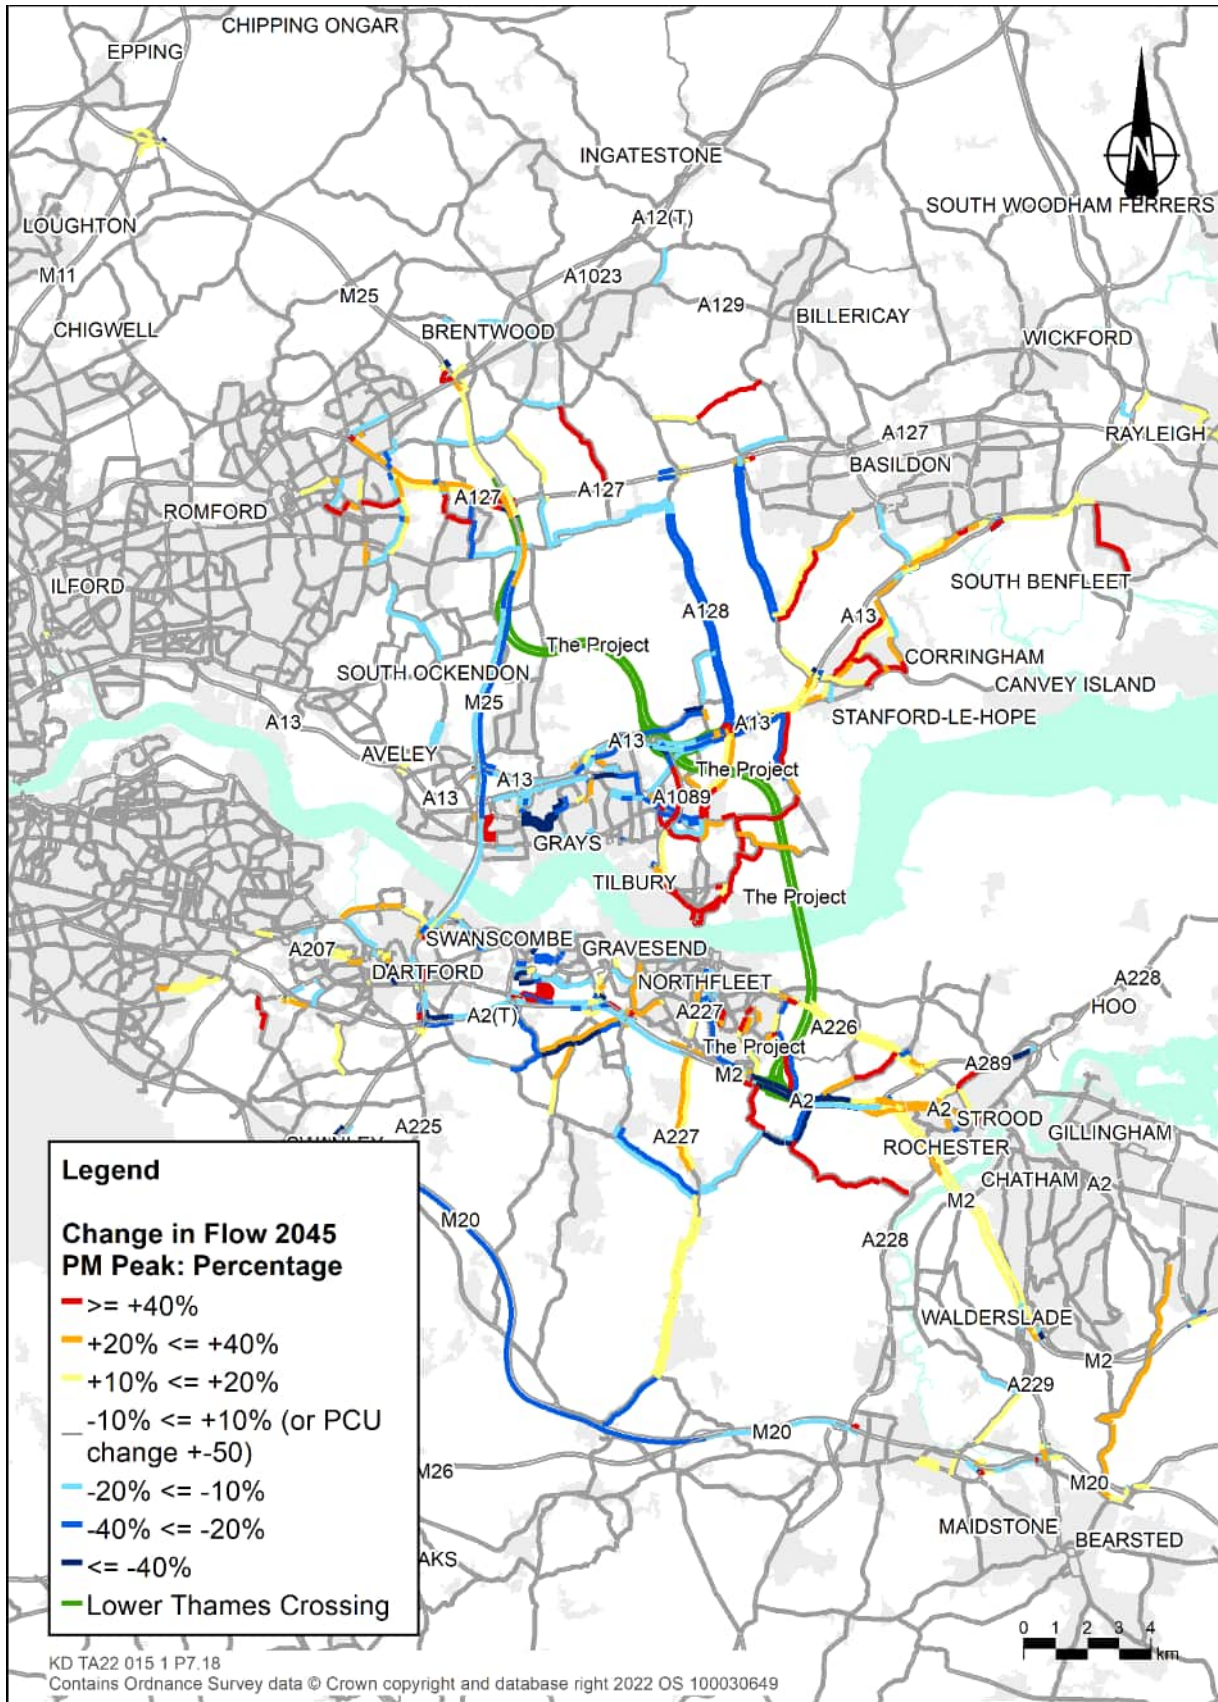 CHIPPING ONGAR
EPPING
N
INGATESTONE
SOUTH WOODHAM FERRERS
LOUGHTON
A12(T)
M11
A1023
M25
A129
BILLERICAY
CHIGWELL
BRENTWOOD
WICKFORD
A127
RAYLEIGH
BASILDON
A127
A127
ROMFORD
ILFORD
SOUTH BENFLEET
A128
A13
The Project
CORRINGHAM
SOUTH OCKENDON
CANVEY ISLAND
M25
STANFORD-LE-HOPE
A13
A13
A13
AVELEY
The Project
A13
A13
A1089
GRAYS
TILBURY
The Project
SWANSCOMBE
A207
GRAVESEND
DARTFORD
NORTHFLEET
A228
HOO
A2(T)
A227
A226
The Project
A289
M2
A2
A2
STROOD
A225
GILLINGHAM
A227
ROCHESTER
CHATHAM
A2
M2
M20
A228
WALDERSLADE
M2
A229
M20
M26
M20
MAIDSTONE
BEARSTED
Legend
Change in Flow 2045
PM Peak: Percentage
>= +40%
+20% <= +40%
+10% <= +20%
-10% <= +10% (or PCU
change +-50)
-20% <= -10%
-40% <= -20%
<= -40%
Lower Thames Crossing
0 1 2 3 4
km
KD TA22 015 1 P7.18
Contains Ordnance Survey data © Crown copyright and database right 2022 OS 100030649